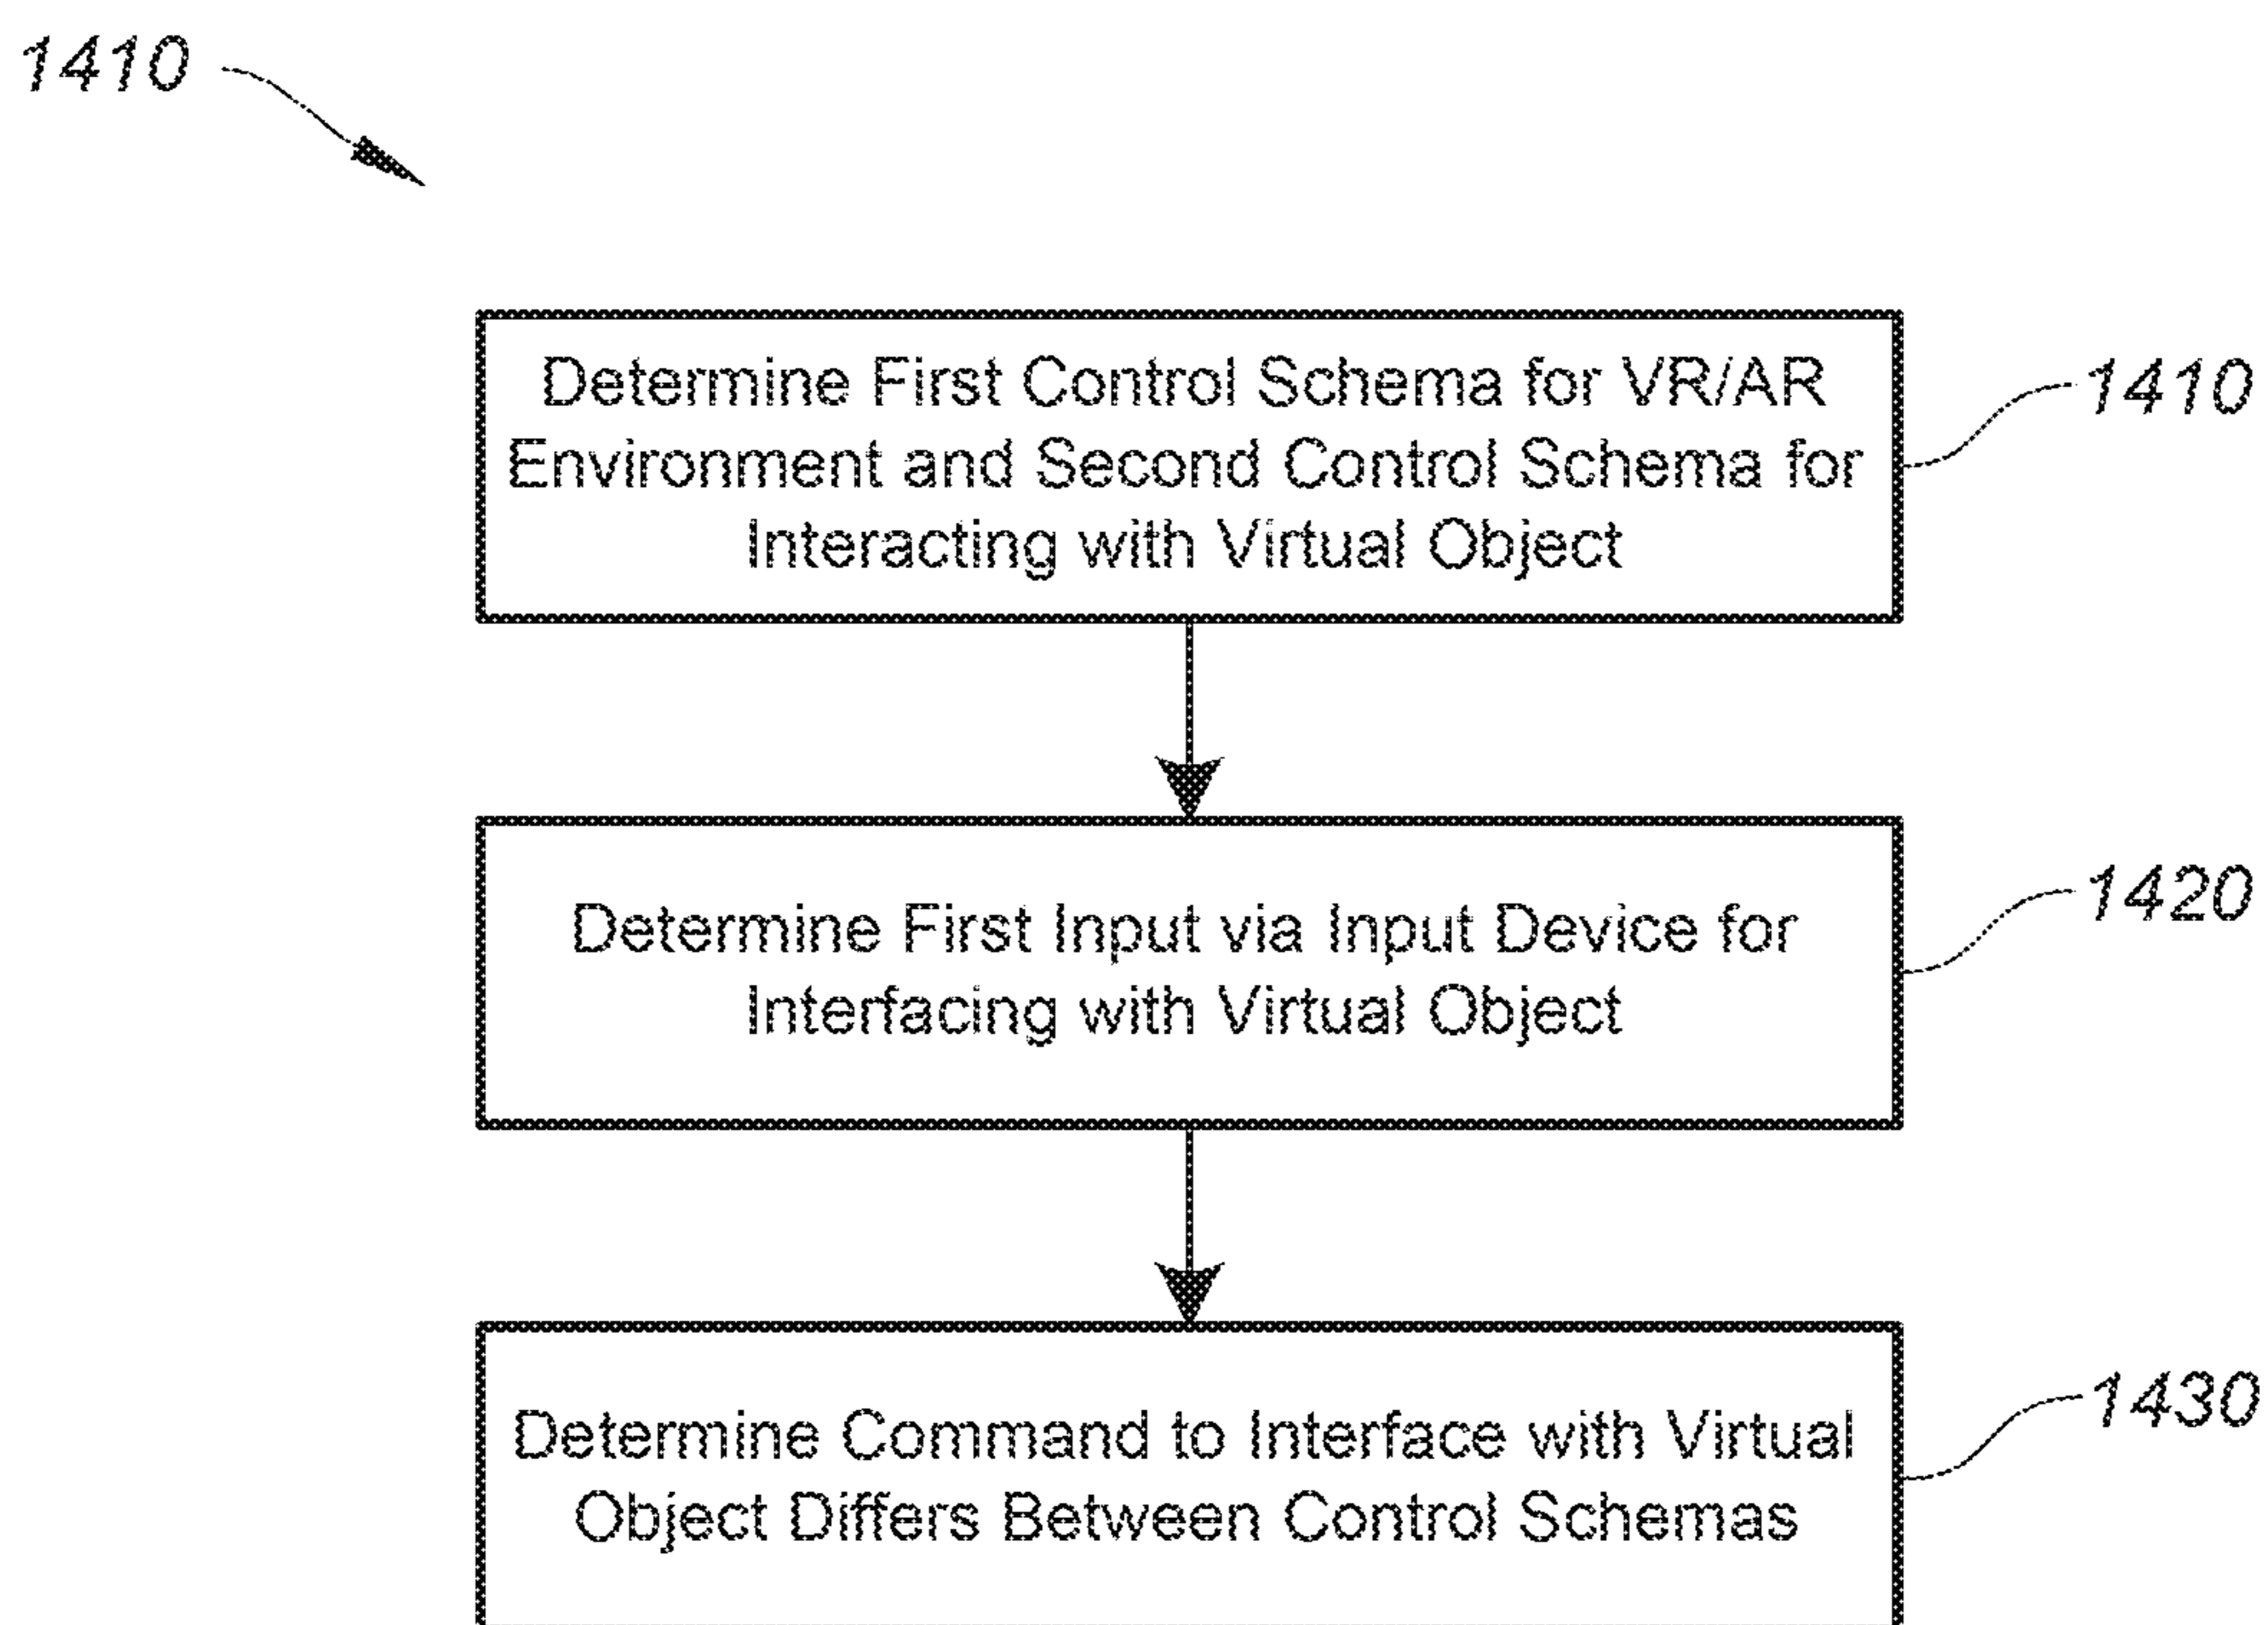 1410
Determine First Control Schema for VR/AR
Environment and Second Control Schema for
Interacting with Virtual Object
1410
Determine First Input via Input Device for
Interfacing with Virtual Object
1420
Determine Command to Interface with Virtual
Object Differs Between Control Schemas
1430